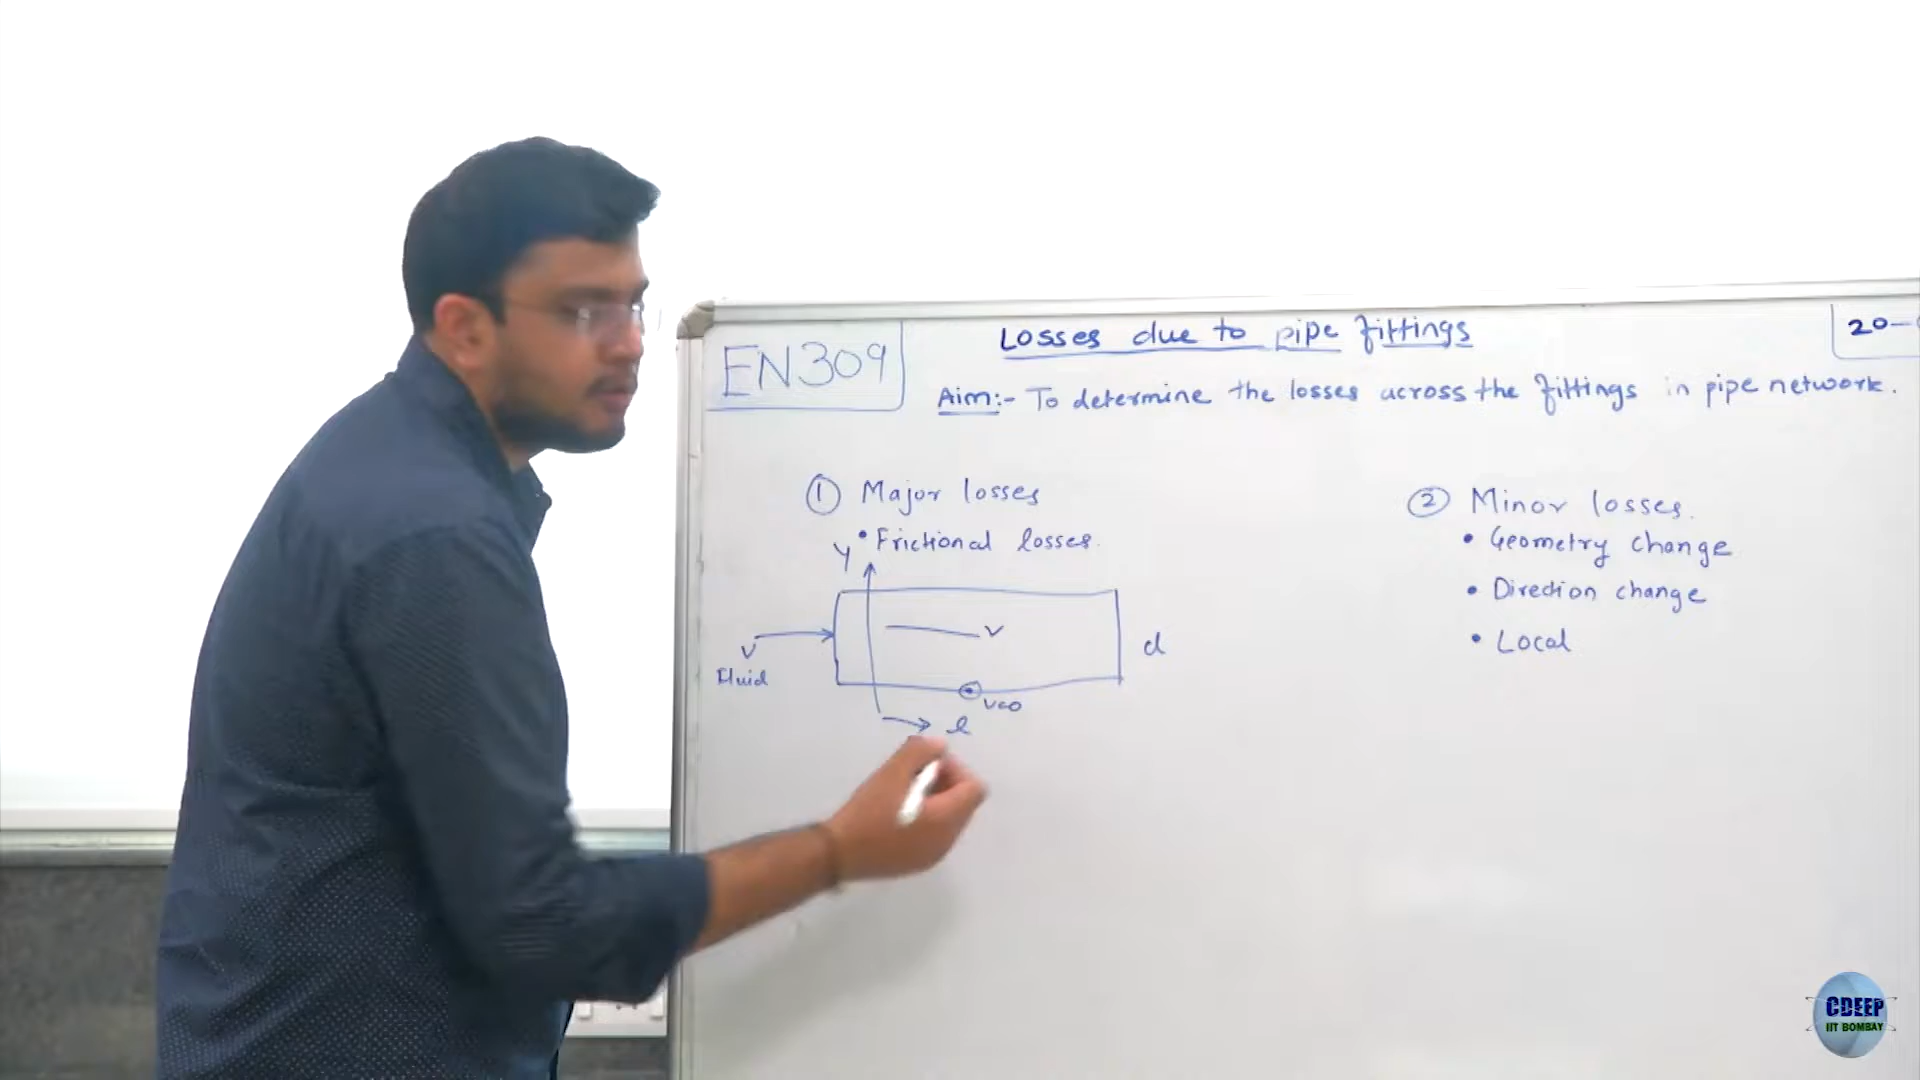 EN309
Losses due to pipe fittings
20-
Aim:- To determine the losses across the fittings in pipe network.
① Major losses
• Frictional losses.
y
V
Fluid
v
d
V=0
l
② Minor losses.
• Geometry change
• Direction change
• Local
CDEEP
IIT BOMBAY